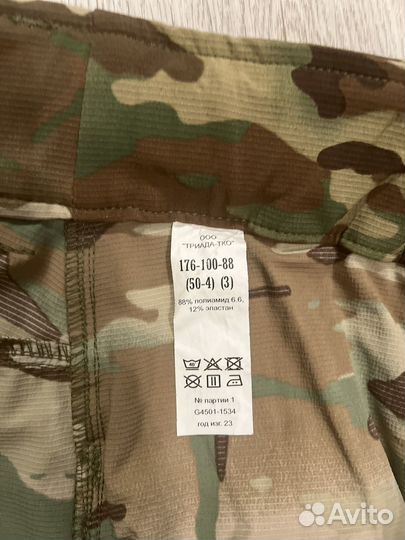 ООО
"ТРИАДА-ТКО"
176-100-88
(50-4) (3)
88% полиамид 6.6,
12% эластан
№ партии 1
G4501-1534
год изг. 23
Avito